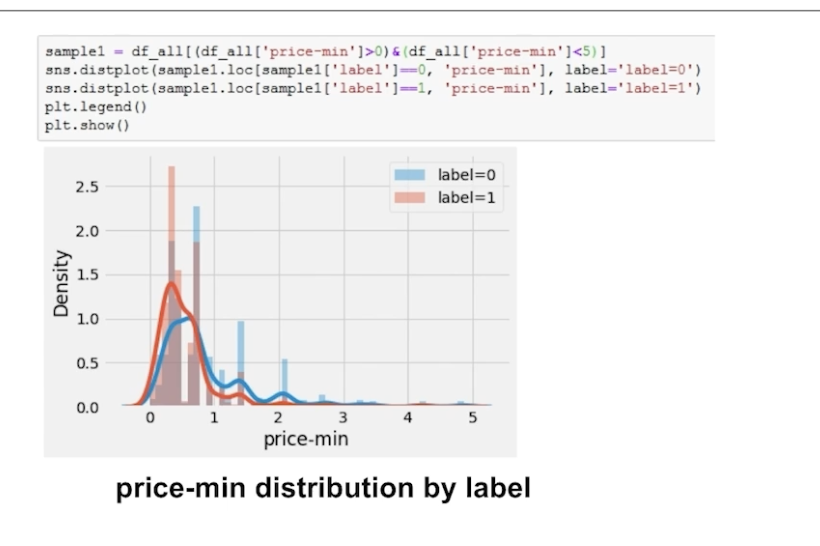 sample1 = df_all[(df_all['price-min']>0)&(df_all['price-min']<5)]
sns.distplot(sample1.loc[sample1['label']==0, 'price-min'], label='label=0')
sns.distplot(sample1.loc[sample1['label']==1, 'price-min'], label='label=1')
plt.legend()
plt.show()
label=0
label=1
2.5
2.0
1.5
1.0
0.5
0.0
Density
0 1 2 3 4 5
price-min
price-min distribution by label